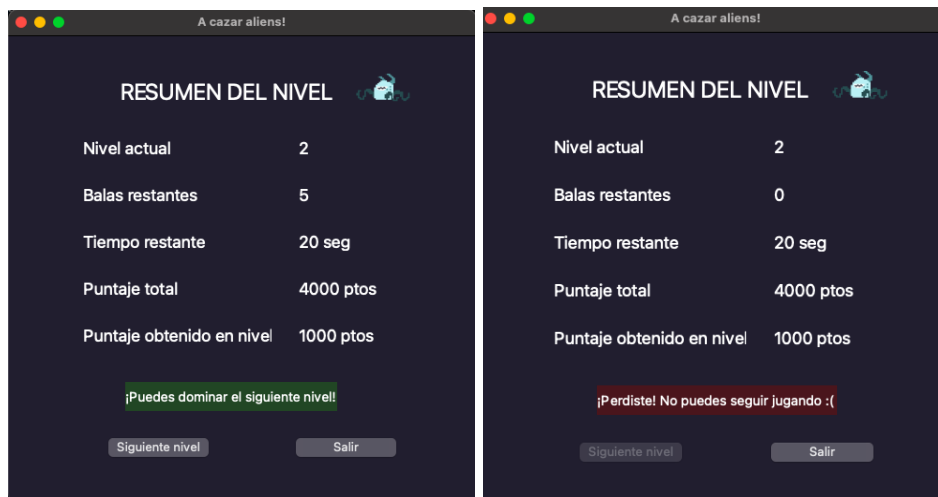 A cazar aliens!
RESUMEN DEL NIVEL
Nivel actual 2
Balas restantes 5
Tiempo restante 20 seg
Puntaje total 4000 ptos
Puntaje obtenido en nivel 1000 ptos
¡Puedes dominar el siguiente nivel!
Siguiente nivel Salir
A cazar aliens!
RESUMEN DEL NIVEL
Nivel actual 2
Balas restantes 0
Tiempo restante 20 seg
Puntaje total 4000 ptos
Puntaje obtenido en nivel 1000 ptos
¡Perdiste! No puedes seguir jugando :(
Siguiente nivel Salir